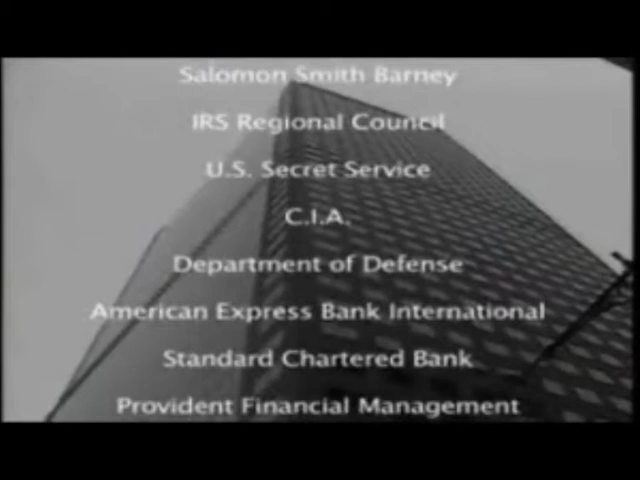 Salomon Smith Barney
IRS Regional Council
U.S. Secret Service
C.I.A.
Department of Defense
American Express Bank International
Standard Chartered Bank
Provident Financial Management